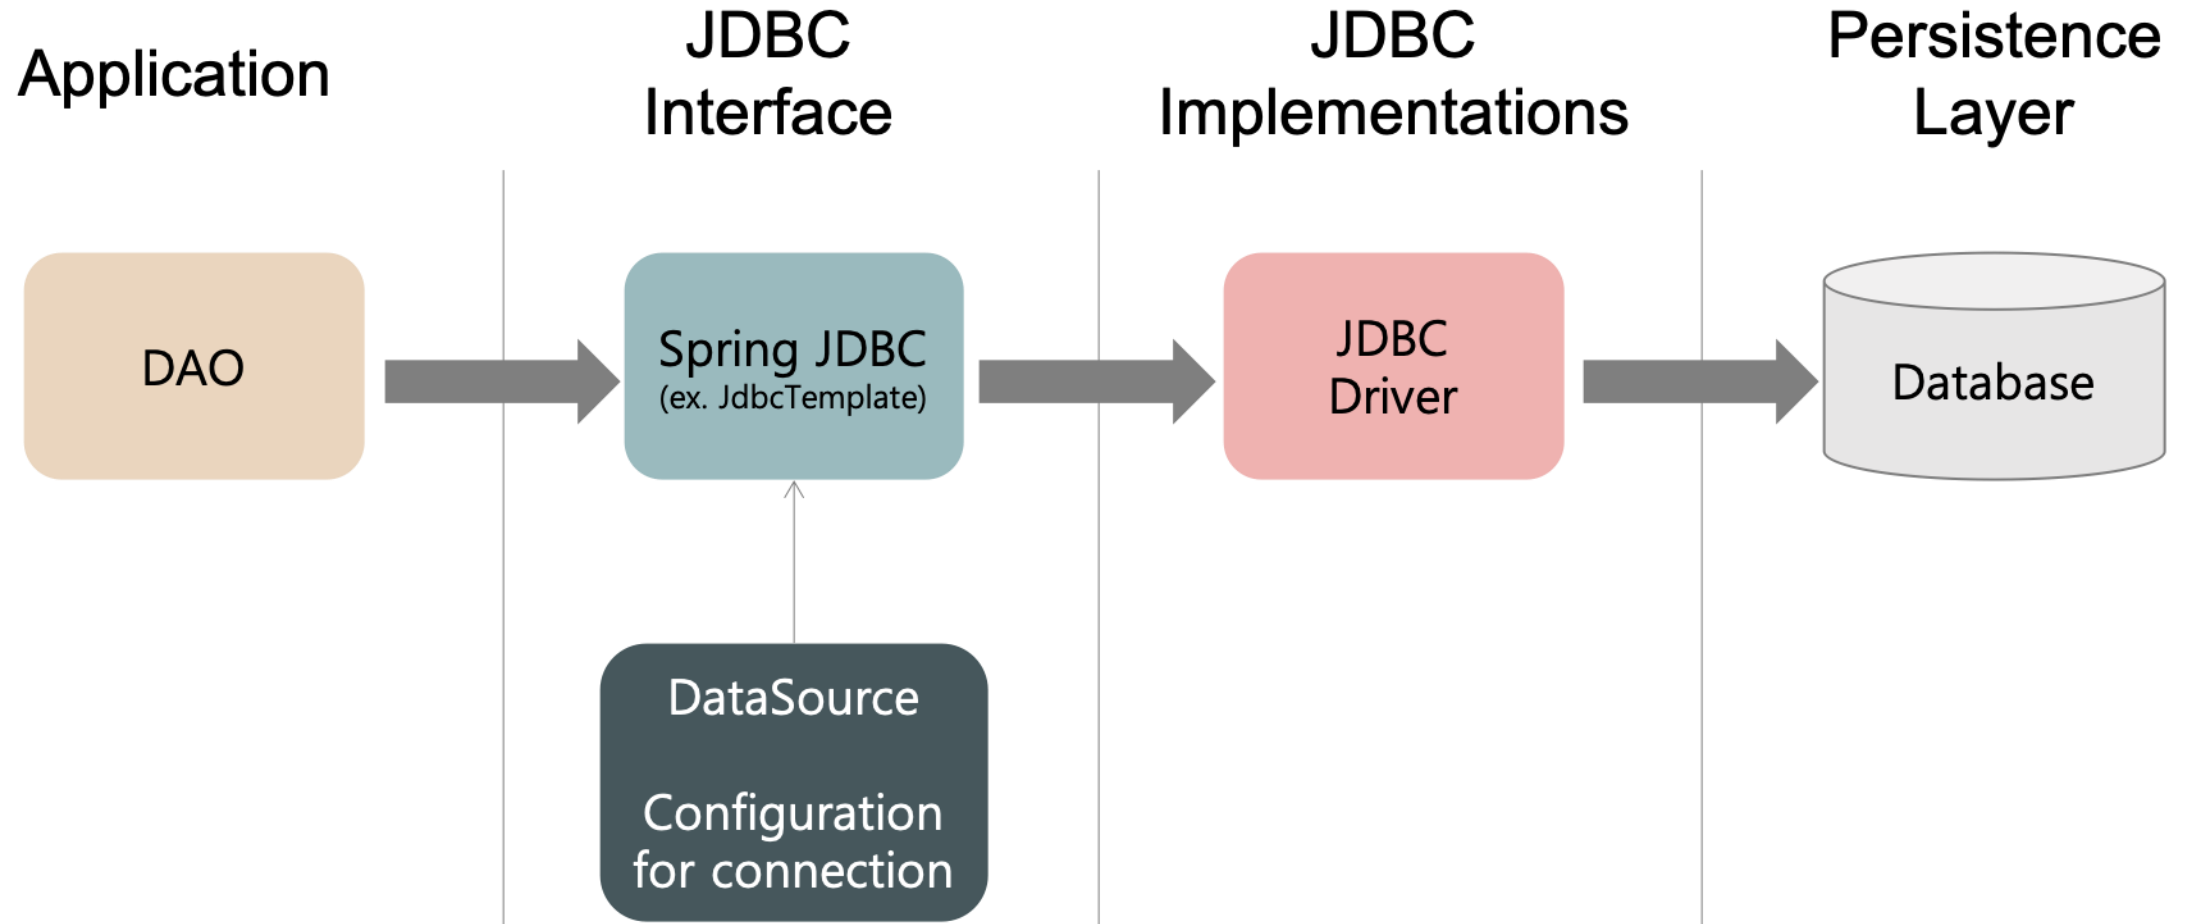 Application
JDBC
Interface
JDBC
Implementations
Persistence
Layer
DAO
Spring JDBC
(ex. JdbcTemplate)
JDBC
Driver
Database
DataSource
Configuration
for connection